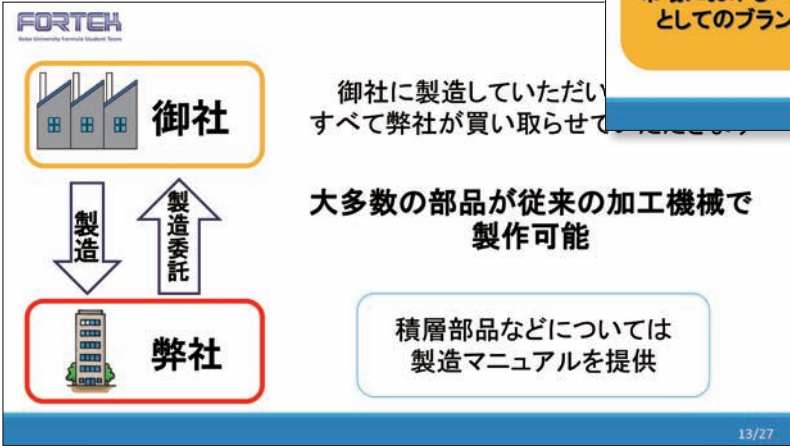 FORTEK
Keio University Formula Student Team
としてのブラン
御社
御社に製造していただい
すべて弊社が買い取らせて
製造
製造委託
大多数の部品が従来の加工機械で
製作可能
弊社
積層部品などについては
製造マニュアルを提供
13/27